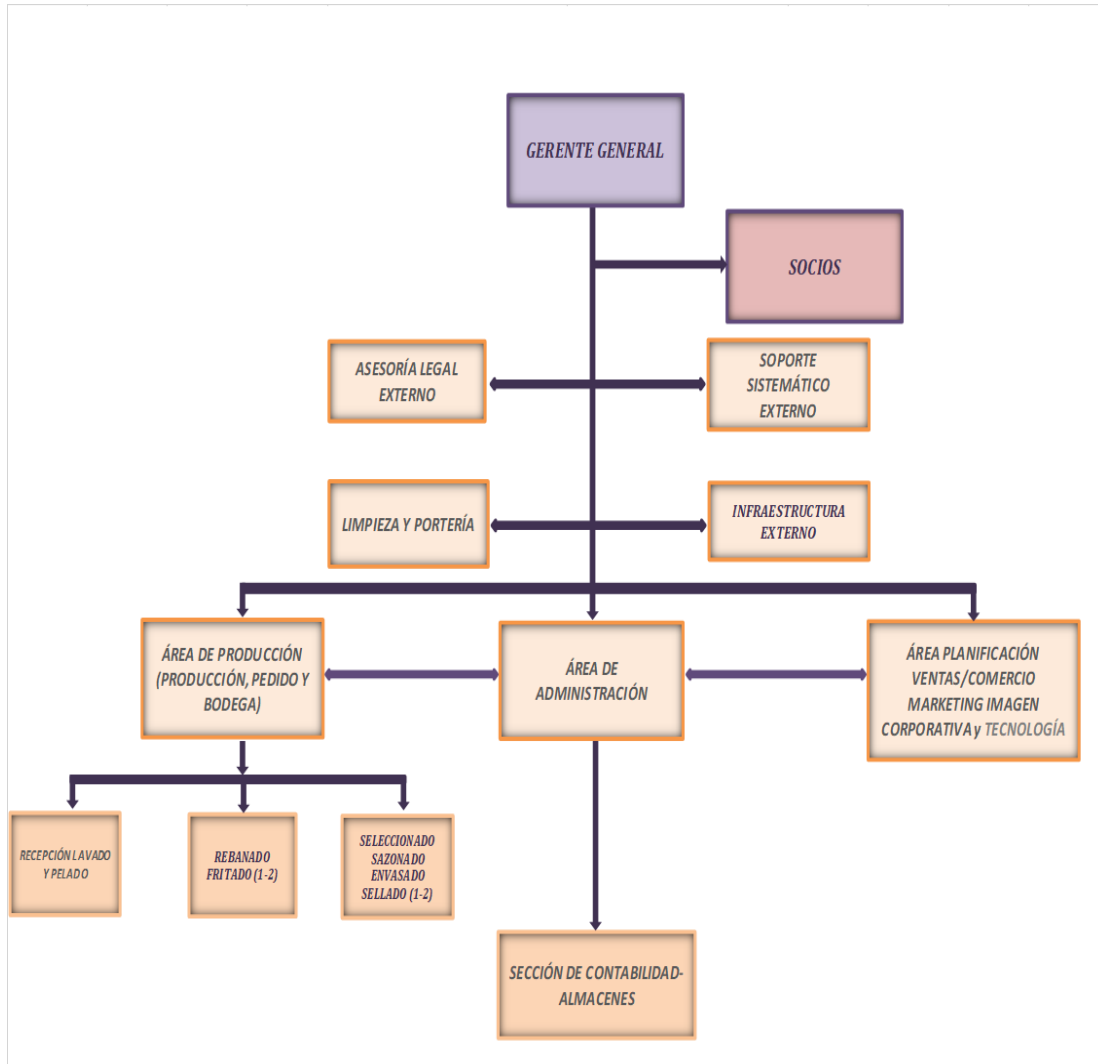 GERENTE GENERAL
SOCIOS
ASESORÍA LEGAL
EXTERNO
SOPORTE
SISTEMÁTICO
EXTERNO
LIMPIEZA Y PORTERÍA
INFRAESTRUCTURA
EXTERNO
ÁREA DE PRODUCCIÓN
(PRODUCCIÓN, PEDIDO Y
BODEGA)
ÁREA DE
ADMINISTRACIÓN
ÁREA PLANIFICACIÓN
VENTAS/COMERCIO
MARKETING IMAGEN
CORPORATIVA y TECNOLOGÍA
RECEPCIÓN LAVADO
Y PELADO
REBANADO
FRITADO (1-2)
SELECCIONADO
SAZONADO
ENVASADO
SELLADO (1-2)
SECCIÓN DE CONTABILIDAD-
ALMACENES